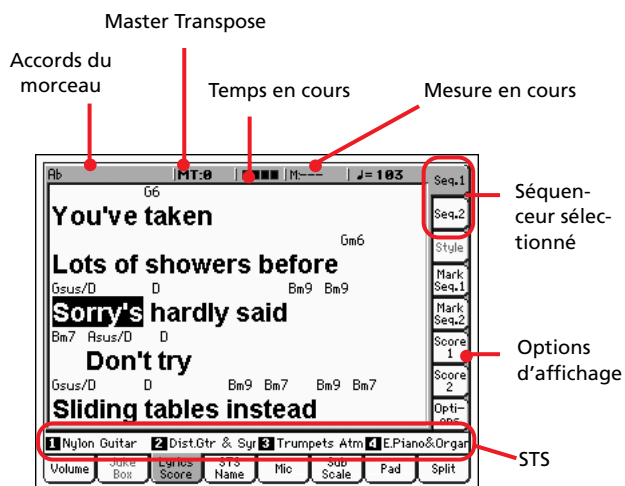 Master Transpose
Accords du
morceau
Temps en cours
Mesure en cours
Ab MT:0 M:--- ♩=103
G6
You've taken
Gm6
Lots of showers before
Gsus/D D Bm9 Bm9
Sorry's hardly said
Bm7 Asus/D D
Don't try
Gsus/D D Bm9 Bm7 Bm9 Bm7
Sliding tables instead
1 Nylon Guitar 2 Dist.Gtr & Syr 3 Trumpets Atm 4 E.Piano&Organ
Volume Juke Box Lyrics Score STS Name Mic Sub Scale Pad Split
Seq.1
Seq.2
Style
Mark
Seq.1
Mark
Seq.2
Score
1
Score
2
Opti-
ons
Séquen-
ceur sélec-
tionné
Options
d'affichage
STS